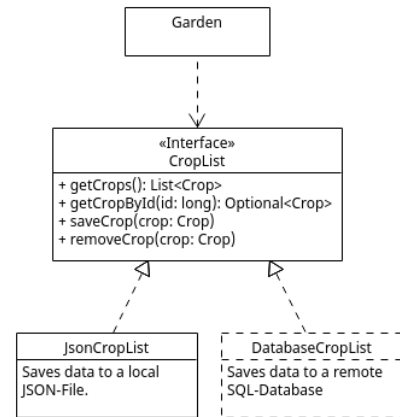 Garden
«Interface»
CropList
+ getCrops(): List<Crop>
+ getCropById(id: long): Optional<Crop>
+ saveCrop(crop: Crop)
+ removeCrop(crop: Crop)
JsonCropList
Saves data to a local
JSON-File.
DatabaseCropList
Saves data to a remote
SQL-Database